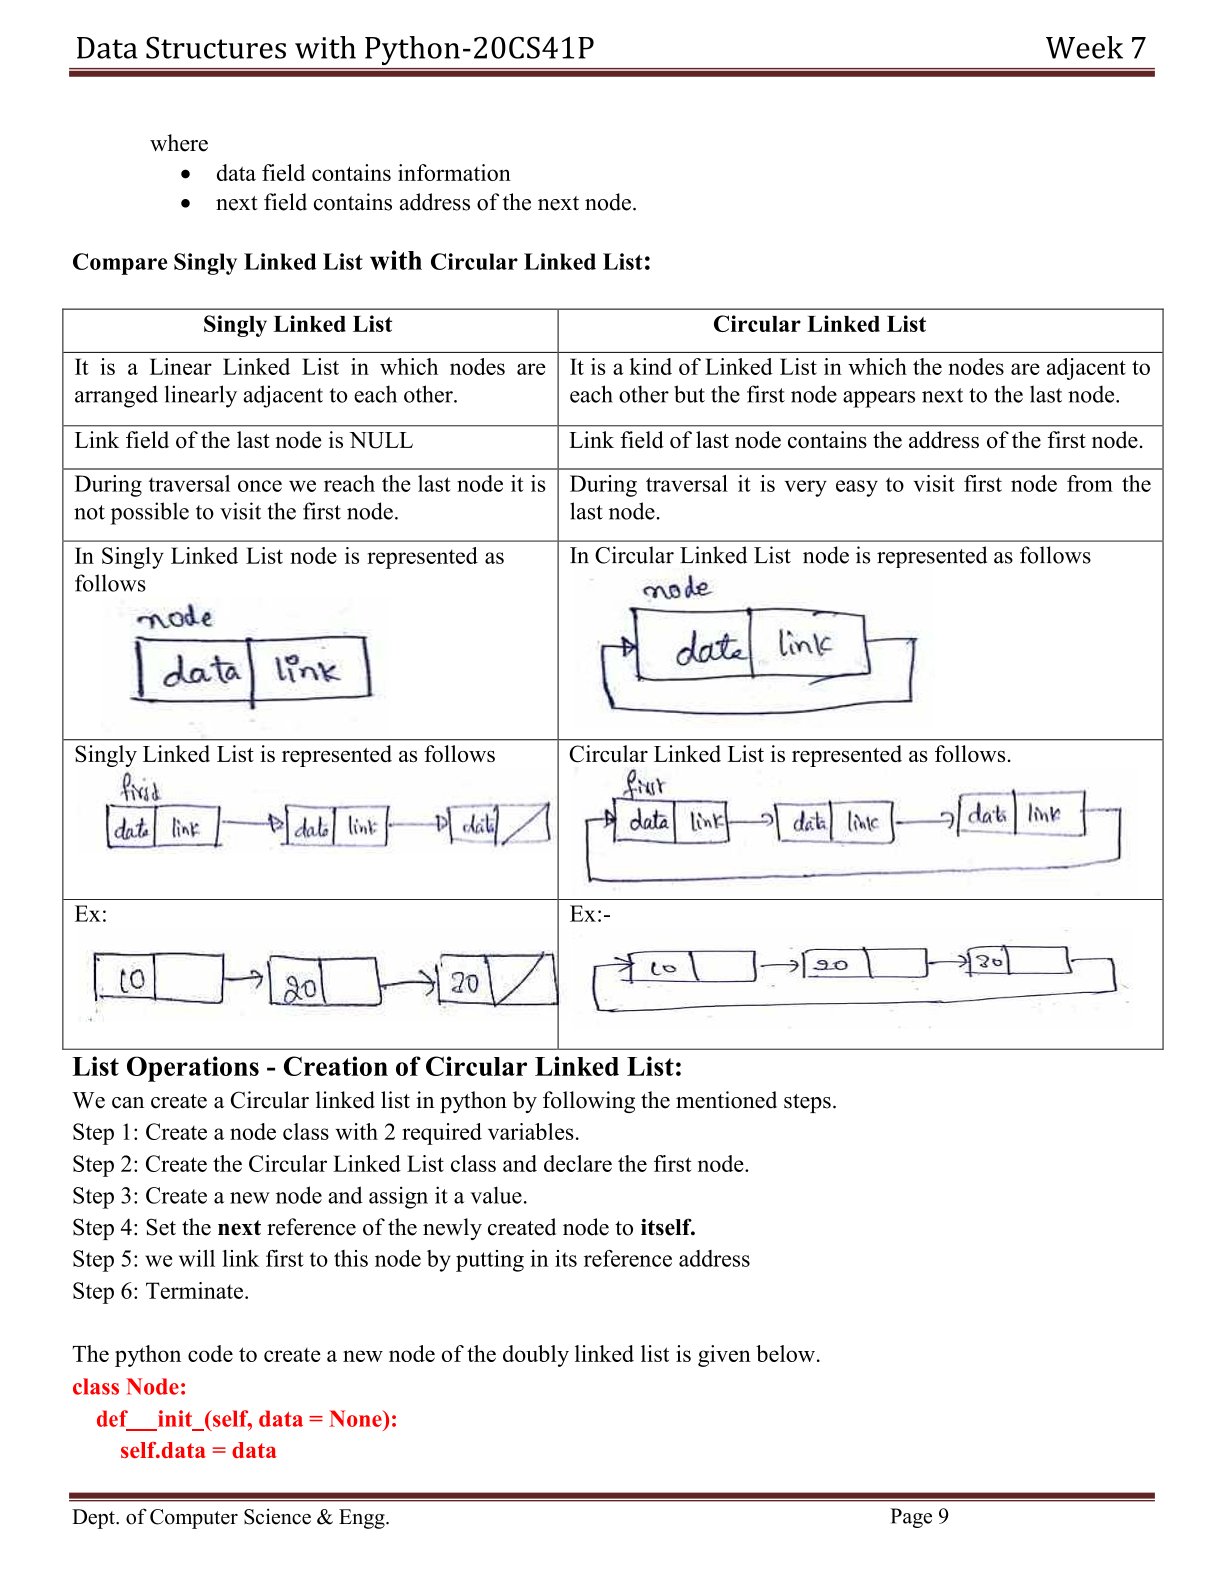 Data Structures with Python-20CS41P Week 7
where
• data field contains information
• next field contains address of the next node.
Compare Singly Linked List with Circular Linked List:
Singly Linked List
Circular Linked List
It is a Linear Linked List in which nodes are
arranged linearly adjacent to each other.
It is a kind of Linked List in which the nodes are adjacent to
each other but the first node appears next to the last node.
Link field of the last node is NULL
Link field of last node contains the address of the first node.
During traversal once we reach the last node it is
not possible to visit the first node.
During traversal it is very easy to visit first node from the
last node.
In Singly Linked List node is represented as
follows
node
data link
In Circular Linked List node is represented as follows
node
data link
Singly Linked List is represented as follows
first
data link data link data
Circular Linked List is represented as follows.
first
data link data link data link
Ex:
10 20 30
Ex:-
10 20 30
List Operations - Creation of Circular Linked List:
We can create a Circular linked list in python by following the mentioned steps.
Step 1: Create a node class with 2 required variables.
Step 2: Create the Circular Linked List class and declare the first node.
Step 3: Create a new node and assign it a value.
Step 4: Set the next reference of the newly created node to itself.
Step 5: we will link first to this node by putting in its reference address
Step 6: Terminate.
The python code to create a new node of the doubly linked list is given below.
class Node:
def__init_(self, data = None):
self.data = data
Dept. of Computer Science & Engg. Page 9